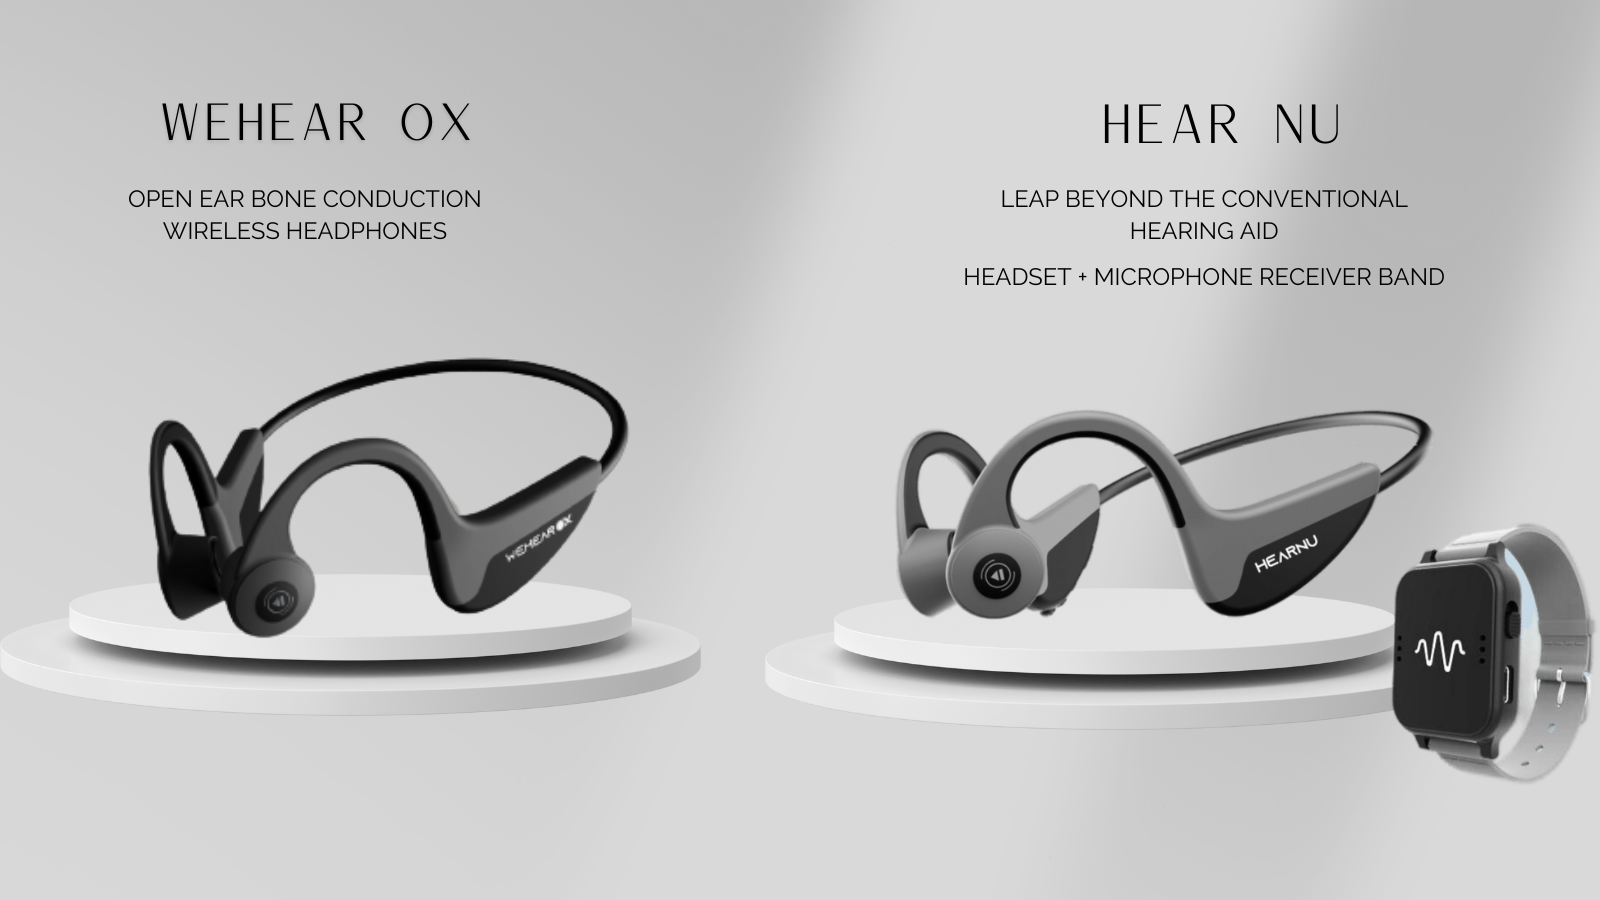 WEHEAR OX
OPEN EAR BONE CONDUCTION
WIRELESS HEADPHONES
WEHEAR OX
HEAR NU
LEAP BEYOND THE CONVENTIONAL
HEARING AID
HEADSET + MICROPHONE RECEIVER BAND
HEARNU